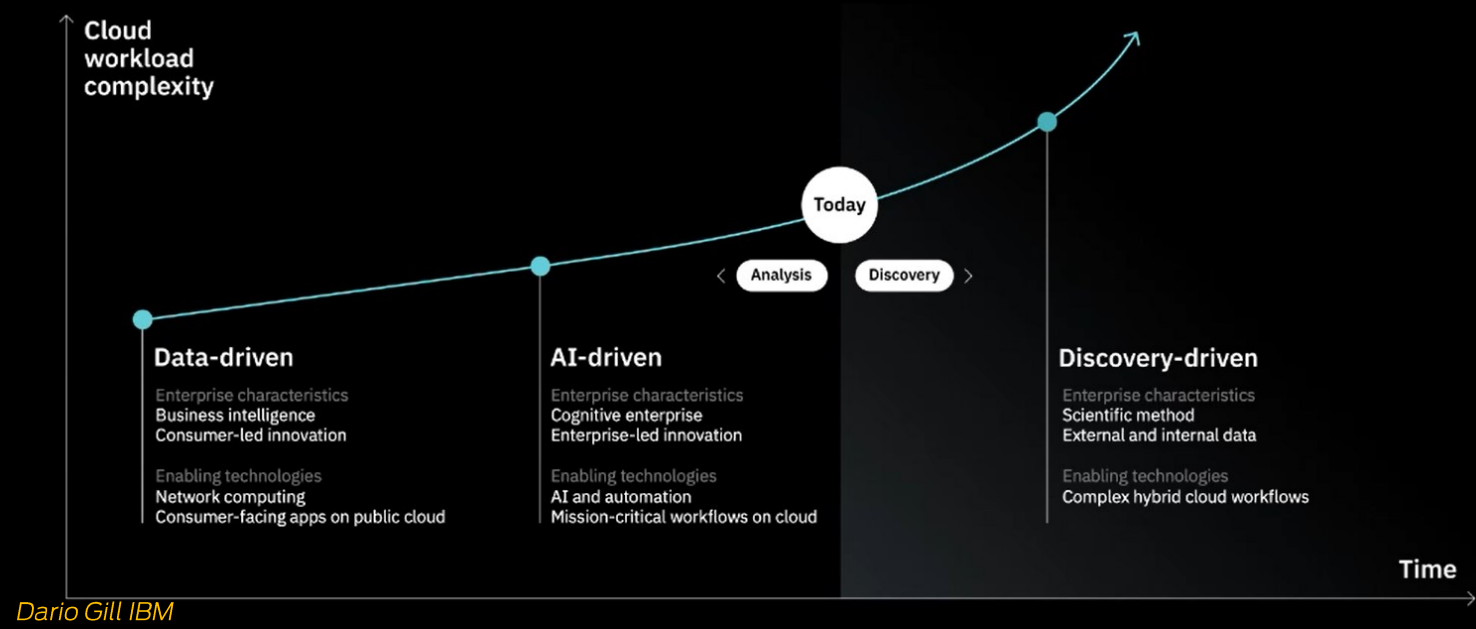 Cloud
workload
complexity
Today
Analysis
Discovery
Data-driven
Enterprise characteristics
Business intelligence
Consumer-led innovation
Enabling technologies
Network computing
Consumer-facing apps on public cloud
AI-driven
Enterprise characteristics
Cognitive enterprise
Enterprise-led innovation
Enabling technologies
AI and automation
Mission-critical workflows on cloud
Discovery-driven
Enterprise characteristics
Scientific method
External and internal data
Enabling technologies
Complex hybrid cloud workflows
Time
Dario Gill IBM